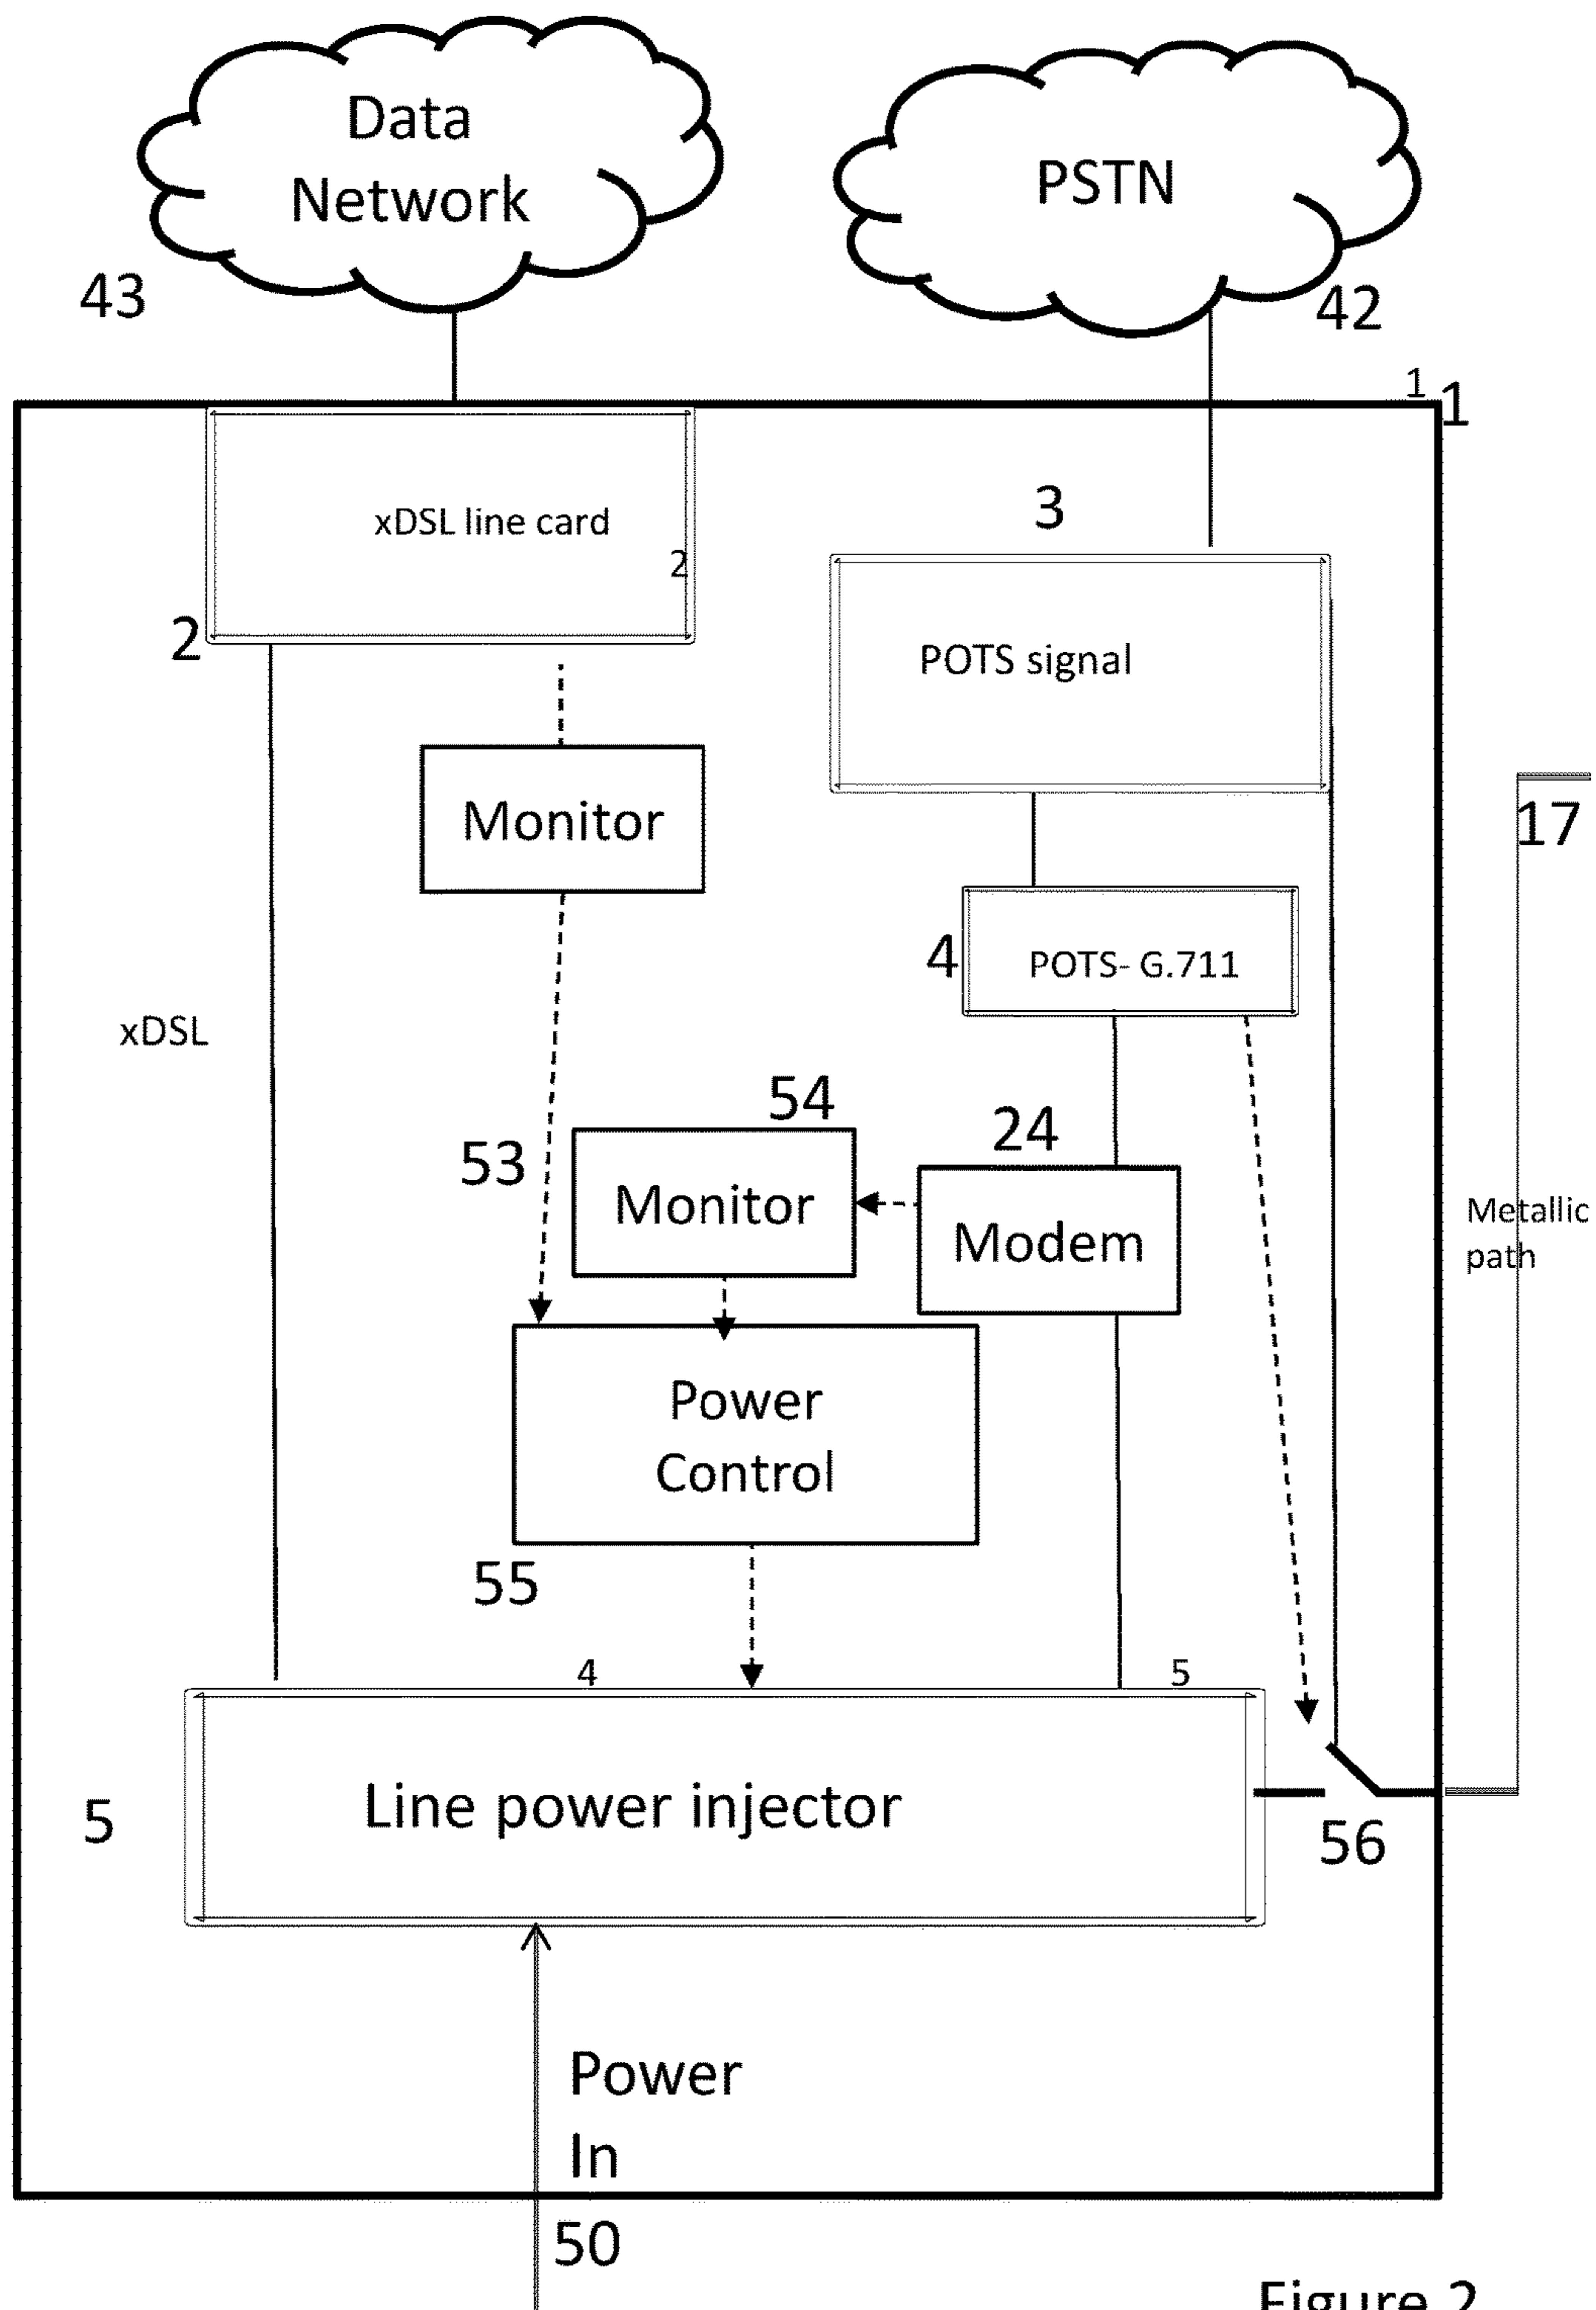 Data
Network
PSTN
43
42
1
1
3
xDSL line card
2
2
POTS signal
Monitor
17
4
POTS- G.711
xDSL
54
24
53
Monitor
Modem
Metallic
path
Power
Control
55
4
5
Line power injector
5
56
Power
In
50
Figure 2